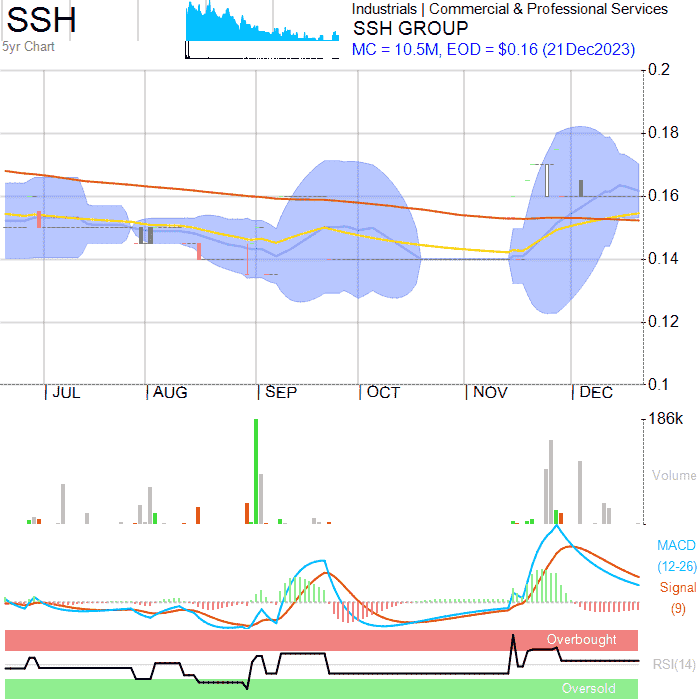 SSH
5yr Chart
Industrials | Commercial & Professional Services
SSH GROUP
MC = 10.5M, EOD = $0.16 (21Dec2023)
0.2
0.18
0.16
0.14
0.12
0.1
JUL
AUG
SEP
OCT
NOV
DEC
186k
Volume
MACD
(12-26)
Signal
(9)
Overbought
RSI(14)
Oversold